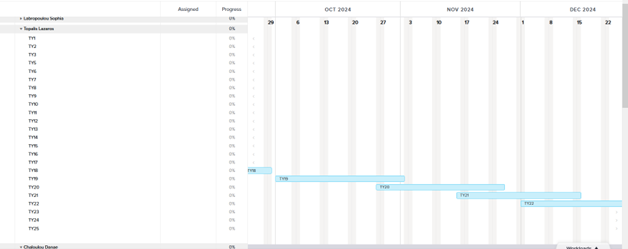 Assigned Progress OCT 2024 NOV 2024 DEC 2024
Labropoulou Sophia 0%
29 6 13 20 27 3 10 17 24 1 8 15 22
Topalis Lazaros 0%
TY1 0%
TY2 0%
TY3 0%
TY5 0%
TY6 0%
TY7 0%
TY8 0%
TY9 0%
TY10 0%
TY11 0%
TY12 0%
TY13 0%
TY14 0%
TY15 0%
TY16 0%
TY17 0%
TY18 0% TY18
TY19 0% TY19
TY20 0% TY20
TY21 0% TY21
TY22 0% TY22
TY23 0%
TY24 0%
TY25 0%
Chatsulou Danae 0%
Workloads